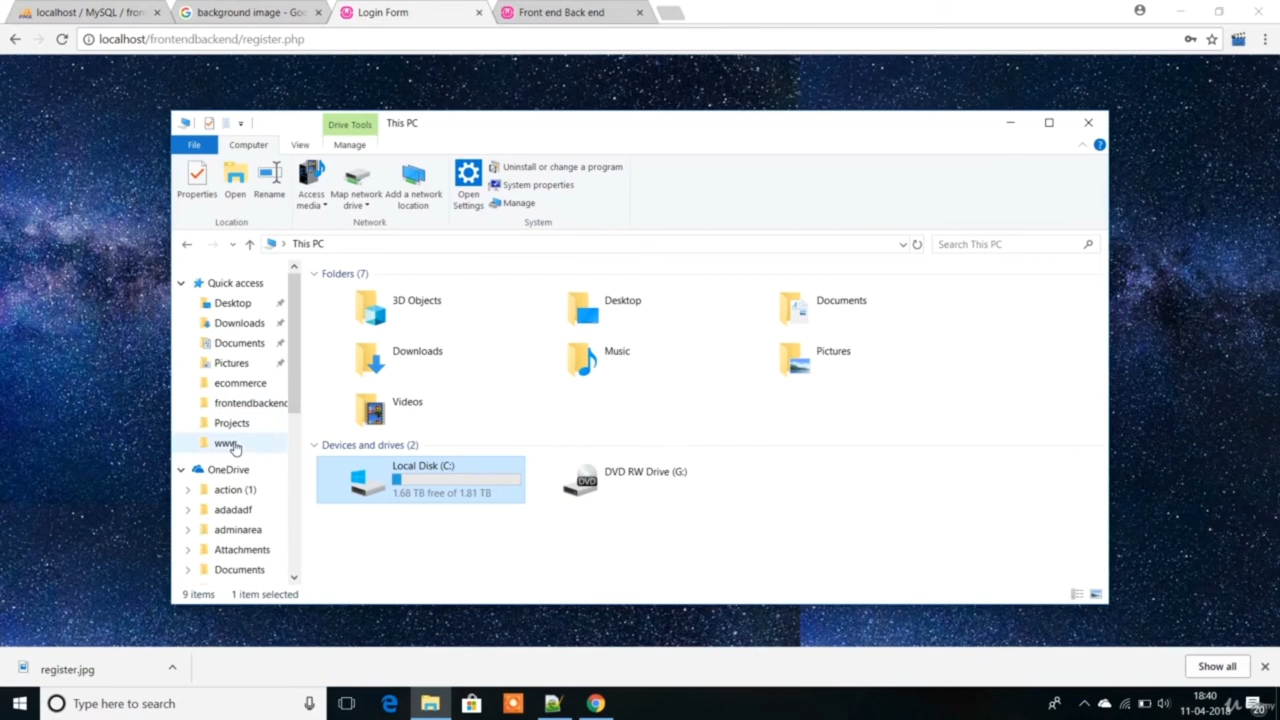 localhost / MySQL / fron
background image - Goo
Login Form
Front end Back end
localhost/frontendbackend/register.php
Drive Tools
This PC
File
Computer
View
Manage
Properties
Open
Rename
Access media
Map network drive
Add a network location
Open Settings
Uninstall or change a program
System properties
Manage
Location
Network
System
This PC
Search This PC
Quick access
Desktop
Downloads
Documents
Pictures
ecommerce
frontendbackend
Projects
www
OneDrive
action (1)
adadadf
adminarea
Attachments
Documents
Folders (7)
3D Objects
Desktop
Documents
Downloads
Music
Pictures
Videos
Devices and drives (2)
Local Disk (C:)
1.68 TB free of 1.81 TB
DVD RW Drive (G:)
DVD
9 items
1 item selected
register.jpg
Show all
Type here to search
18:40
11-04-2018
20